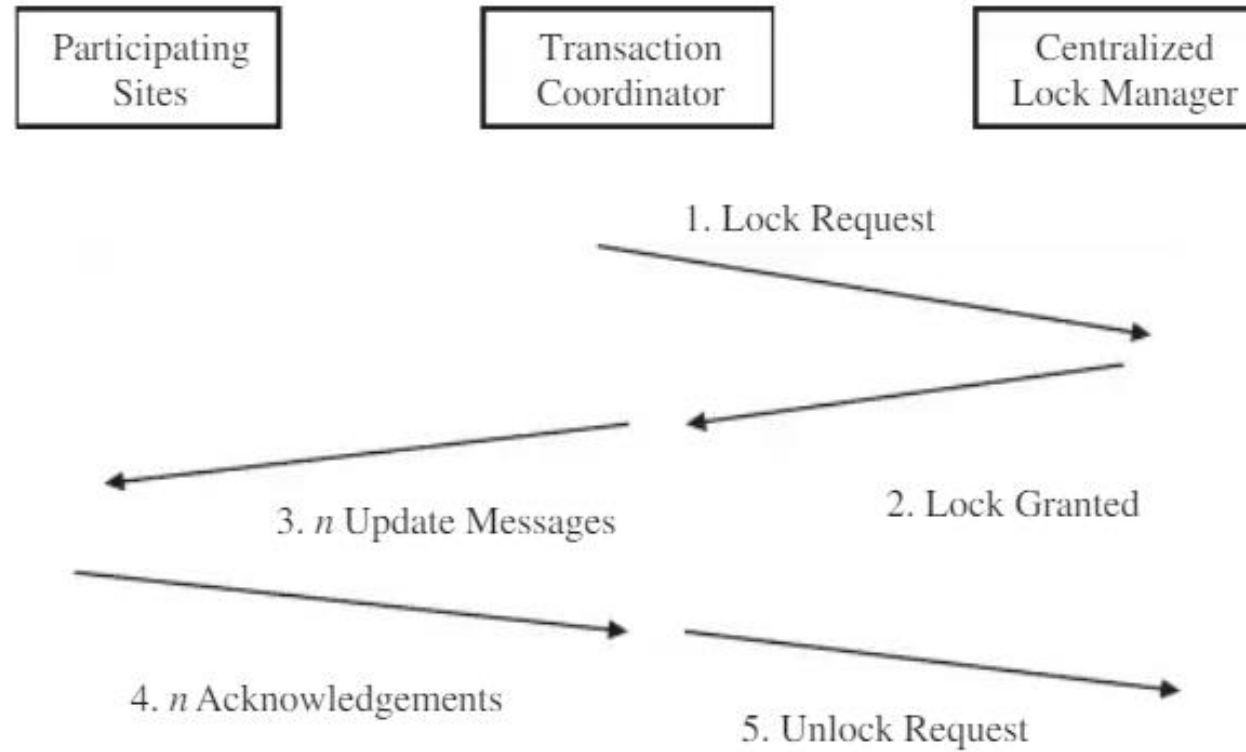 Participating
Sites
Transaction
Coordinator
Centralized
Lock Manager
1. Lock Request
2. Lock Granted
3. n Update Messages
4. n Acknowledgements
5. Unlock Request